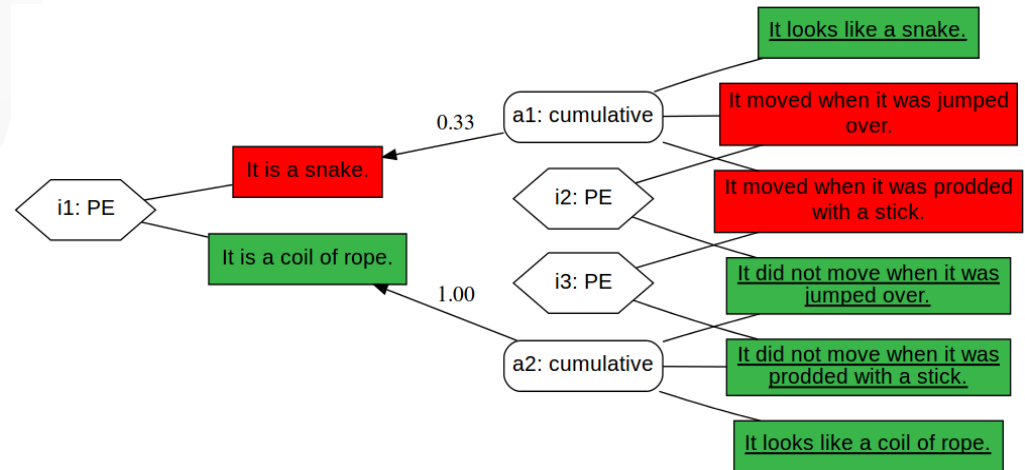 It looks like a snake.
a1: cumulative
It moved when it was jumped
over.
0.33
It is a snake.
It moved when it was prodded
with a stick.
i2: PE
i1: PE
It is a coil of rope.
It did not move when it was
jumped over.
i3: PE
1.00
a2: cumulative
It did not move when it was
prodded with a stick.
It looks like a coil of rope.